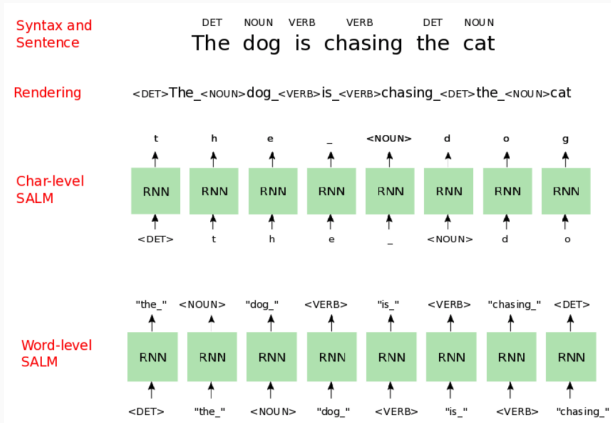 Syntax and
Sentence
DET NOUN VERB VERB DET NOUN
The dog is chasing the cat
Rendering
<DET>The_<NOUN>dog_<VERB>is_<VERB>chasing_<DET>the_<NOUN>cat
t h e _ <NOUN> d o g
Char-level
SALM
RNN RNN RNN RNN RNN RNN RNN RNN
<DET> t h e _ <NOUN> d o
"the_" <NOUN> "dog_" <VERB> "is_" <VERB> "chasing_" <DET>
Word-level
SALM
RNN RNN RNN RNN RNN RNN RNN RNN
<DET> "the_" <NOUN> "dog_" <VERB> "is_" <VERB> "chasing_"